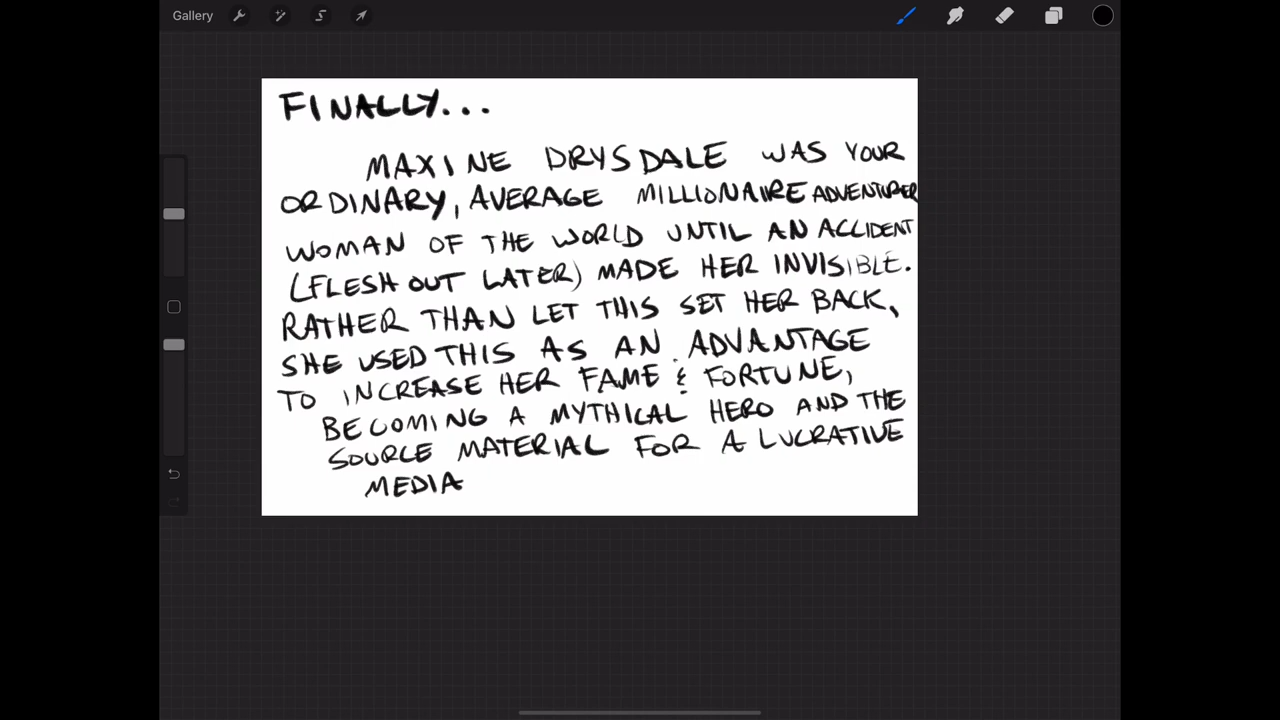 Gallery
FINALLY...
MAXINE DRYSDALE WAS YOUR
ORDINARY, AVERAGE MILLIONAIRE ADVENTURER
WOMAN OF THE WORLD UNTIL AN ACCIDENT
(FLESH OUT LATER) MADE HER INVISIBLE.
RATHER THAN LET THIS SET HER BACK,
SHE USED THIS AS AN ADVANTAGE
TO INCREASE HER FAME & FORTUNE,
BECOMING A MYTHICAL HERO AND THE
SOURCE MATERIAL FOR A LUCRATIVE
MEDIA